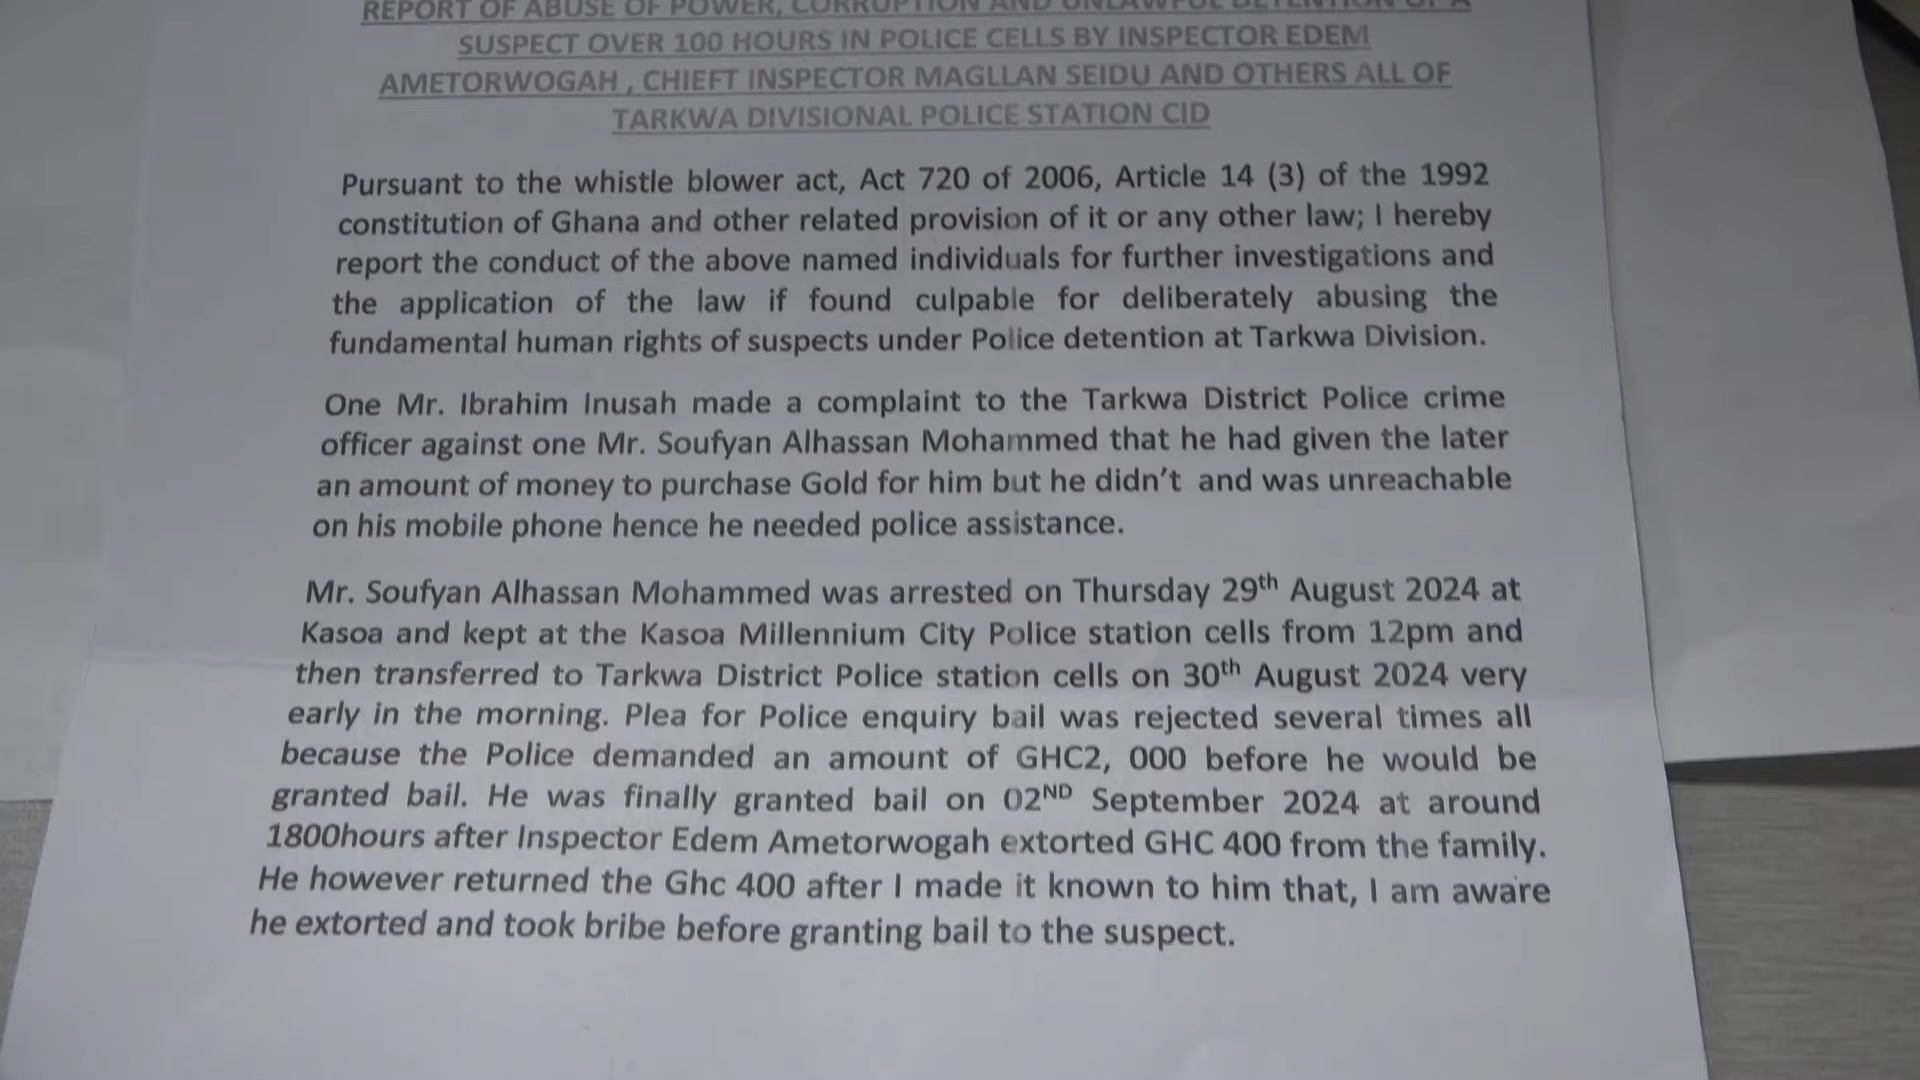 REPORT OF ABUSE OF POWER, CORRUPTION AND UNLAWFUL DETENTION OF A
SUSPECT OVER 100 HOURS IN POLICE CELLS BY INSPECTOR EDEM
AMETORWOGAH , CHIEFT INSPECTOR MAGLLAN SEIDU AND OTHERS ALL OF
TARKWA DIVISIONAL POLICE STATION CID
Pursuant to the whistle blower act, Act 720 of 2006, Article 14 (3) of the 1992
constitution of Ghana and other related provision of it or any other law; I hereby
report the conduct of the above named individuals for further investigations and
the application of the law if found culpable for deliberately abusing the
fundamental human rights of suspects under Police detention at Tarkwa Division.
One Mr. Ibrahim Inusah made a complaint to the Tarkwa District Police crime
officer against one Mr. Soufyan Alhassan Mohammed that he had given the later
an amount of money to purchase Gold for him but he didn't and was unreachable
on his mobile phone hence he needed police assistance.
Mr. Soufyan Alhassan Mohammed was arrested on Thursday 29th August 2024 at
Kasoa and kept at the Kasoa Millennium City Police station cells from 12pm and
then transferred to Tarkwa District Police station cells on 30th August 2024 very
early in the morning. Plea for Police enquiry bail was rejected several times all
because the Police demanded an amount of GHC2, 000 before he would be
granted bail. He was finally granted bail on 02ND September 2024 at around
1800hours after Inspector Edem Ametorwogah extorted GHC 400 from the family.
He however returned the Ghc 400 after I made it known to him that, I am aware
he extorted and took bribe before granting bail to the suspect.